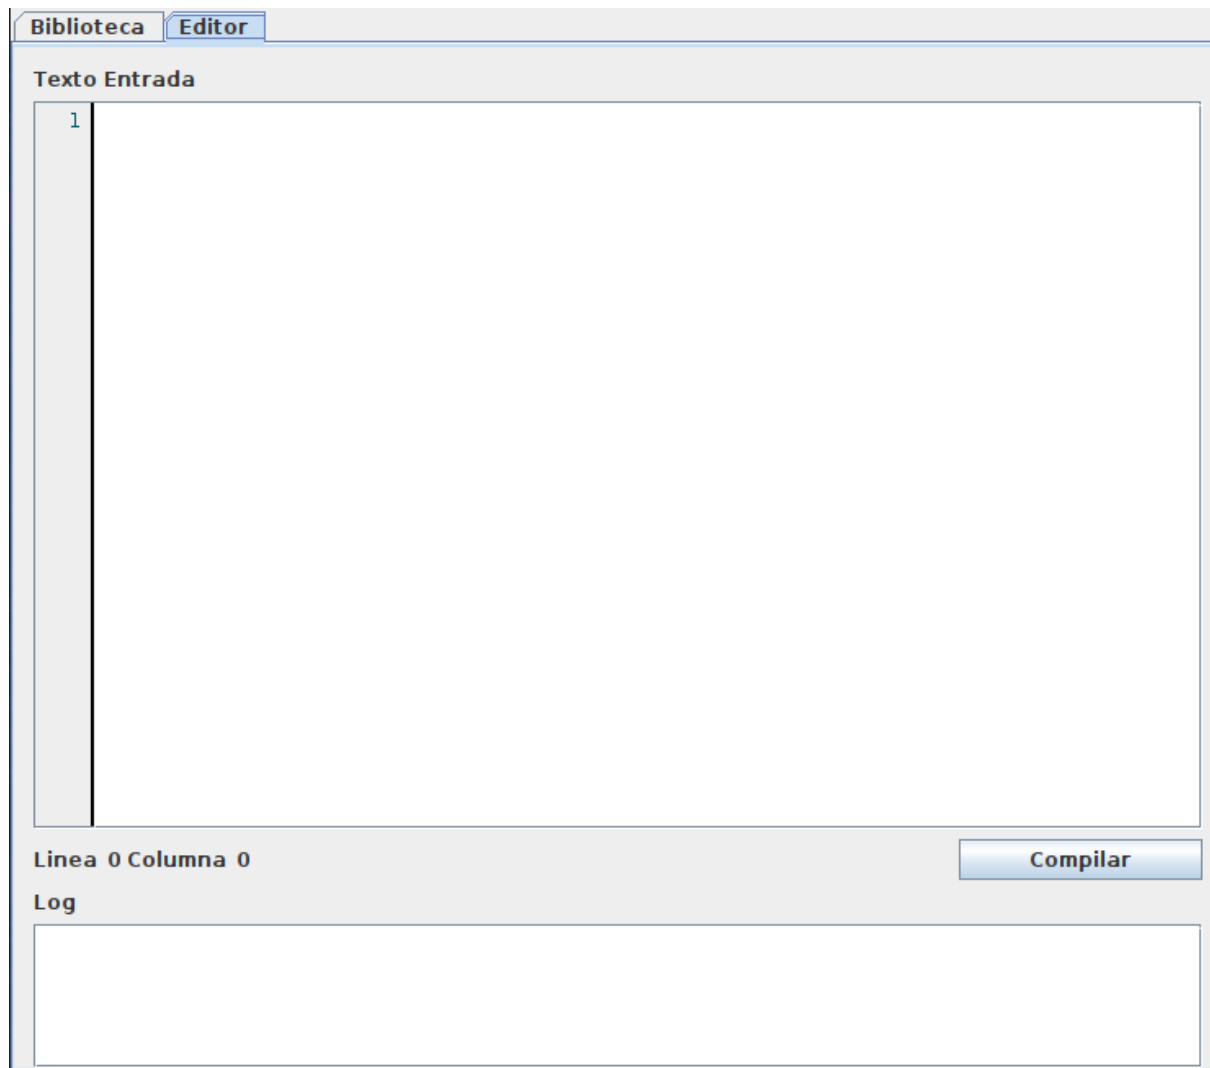 Biblioteca Editor
Texto Entrada
1
Linea 0 Columna 0
Compilar
Log